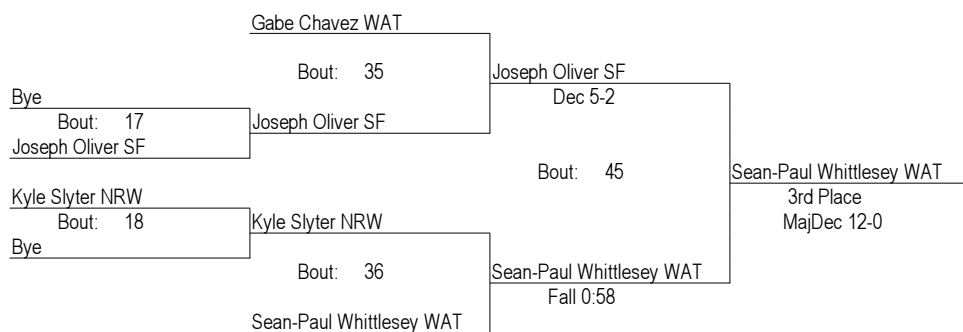 Gabe Chavez WAT
Bout: 35
Joseph Oliver SF
Dec 5-2
Bye
Bout: 17
Joseph Oliver SF
Joseph Oliver SF
Bout: 45
Sean-Paul Whittlesey WAT
3rd Place
MajDec 12-0
Kyle Slyter NRW
Bout: 18
Kyle Slyter NRW
Bye
Bout: 36
Sean-Paul Whittlesey WAT
Fall 0:58
Sean-Paul Whittlesey WAT